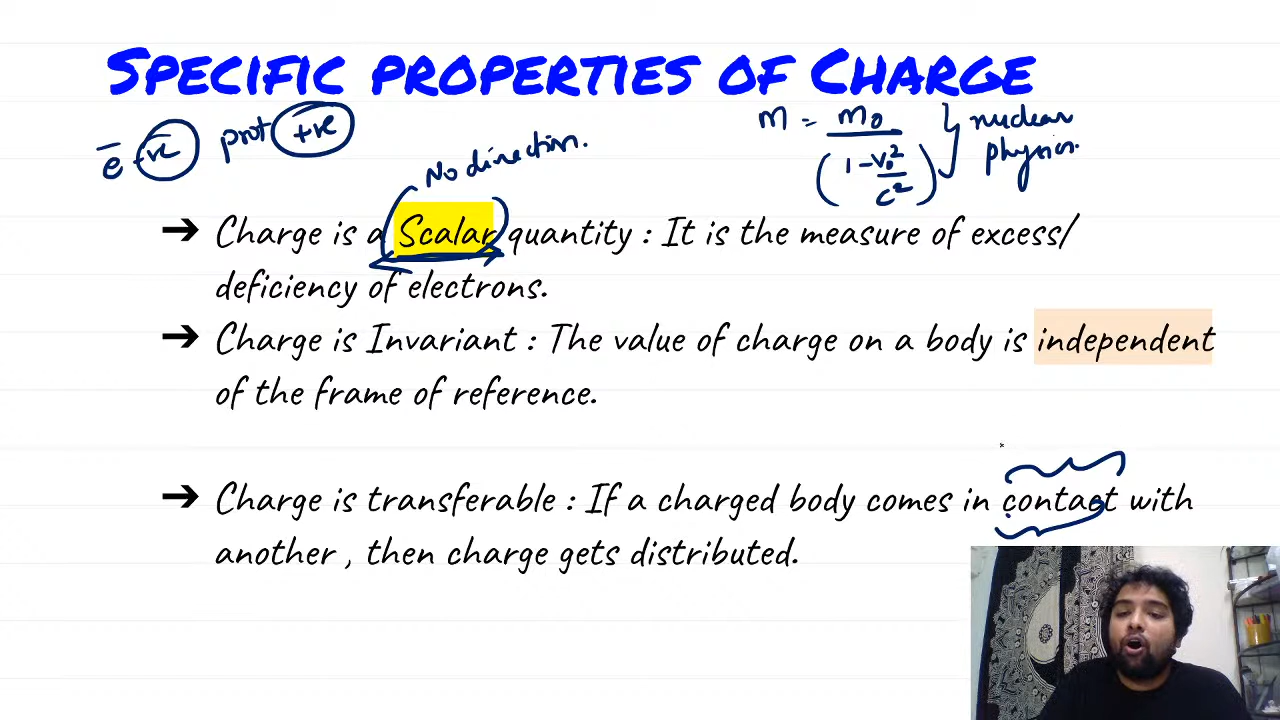 SPECIFIC PROPERTIES OF CHARGE
e̅ -ve prot +ve
No direction.
m = m₀ / (1 - v₀²/c²) } nuclear physics.
➔ Charge is a Scalar quantity : It is the measure of excess/
deficiency of electrons.
➔ Charge is Invariant : The value of charge on a body is independent
of the frame of reference.
➔ Charge is transferable : If a charged body comes in contact with
another , then charge gets distributed.